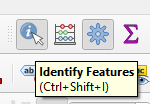 Σ
Identify Features
(Ctrl+Shift+I)